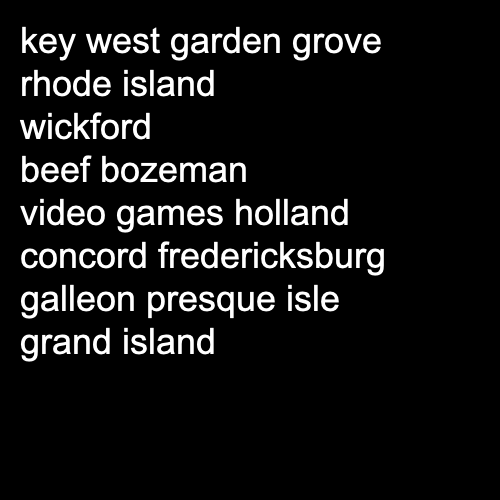 key west garden grove
rhode island
wickford
beef bozeman
video games holland
concord fredericksburg
galleon presque isle
grand island